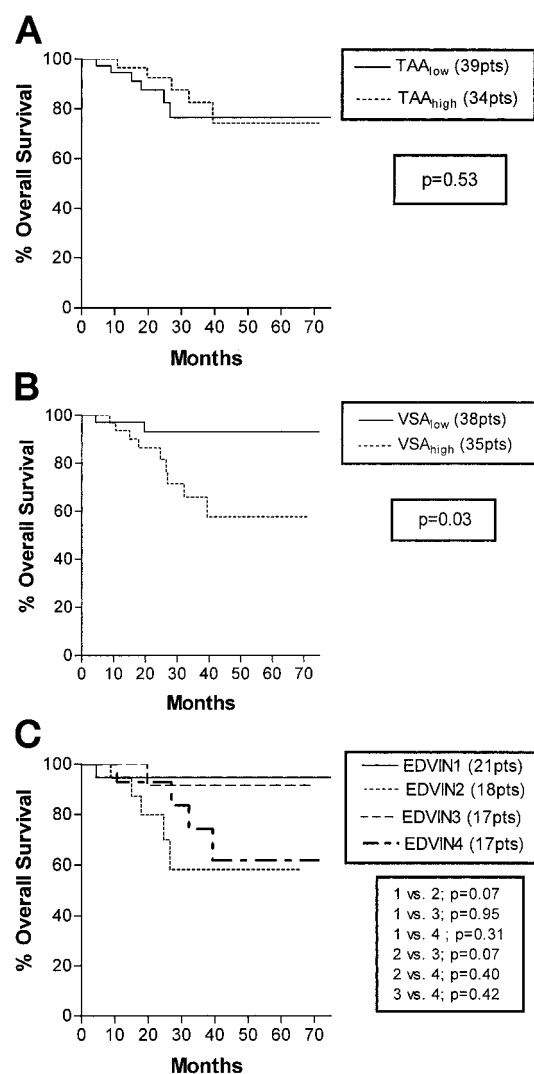 A
% Overall Survival
100
80
60
40
20
0
0 10 20 30 40 50 60 70
Months
TAAlow (39pts)
TAAhigh (34pts)
p=0.53
B
% Overall Survival
100
80
60
40
20
0
0 10 20 30 40 50 60 70
Months
VSAlow (38pts)
VSAhigh (35pts)
p=0.03
C
% Overall Survival
100
80
60
40
20
0
0 10 20 30 40 50 60 70
Months
EDVIN1 (21pts)
EDVIN2 (18pts)
EDVIN3 (17pts)
EDVIN4 (17pts)
1 vs. 2; p=0.07
1 vs. 3; p=0.95
1 vs. 4 ; p=0.31
2 vs. 3; p=0.07
2 vs. 4; p=0.40
3 vs. 4; p=0.42